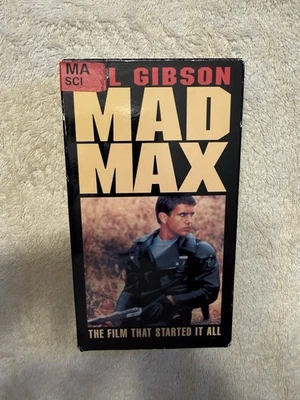 MA
SCI
L GIBSON
MAD
MAX
THE FILM THAT STARTED IT ALL